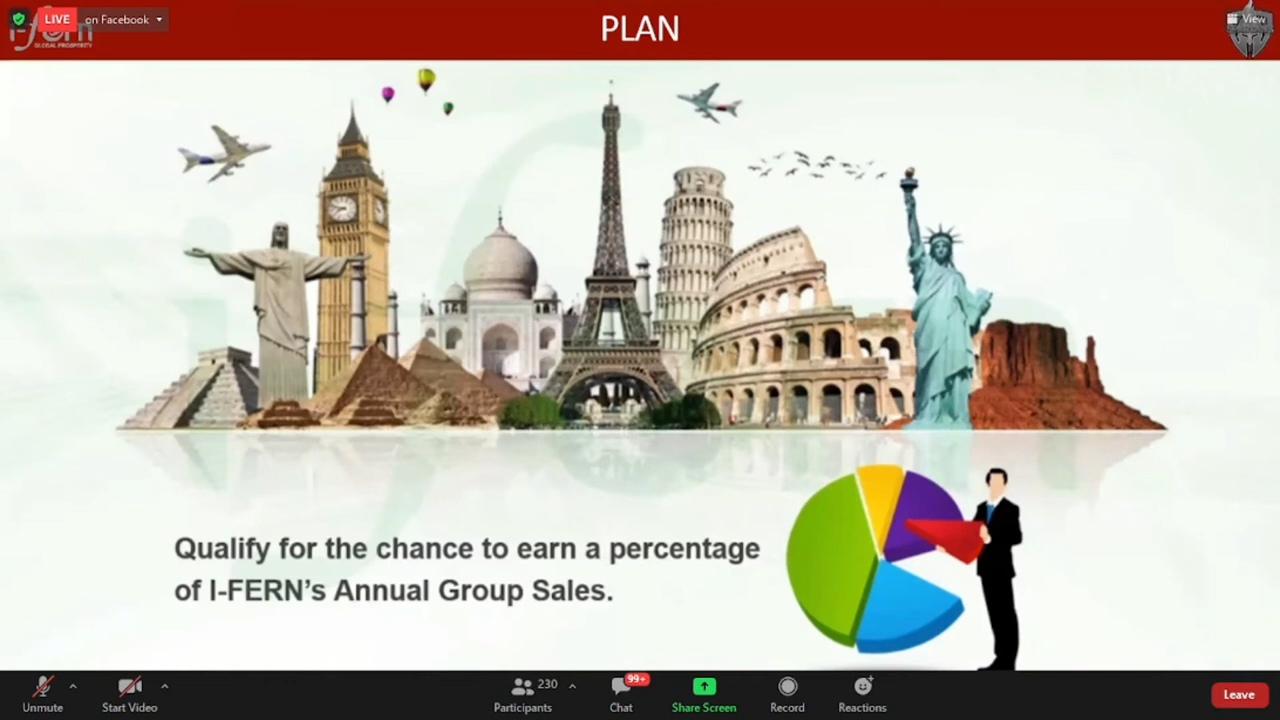 LIVE on Facebook
PLAN
View
i-fern
GLOBAL PROSPERITY
Qualify for the chance to earn a percentage
of I-FERN's Annual Group Sales.
230
99+
Unmute
Start Video
Participants
Chat
Share Screen
Record
Reactions
Leave